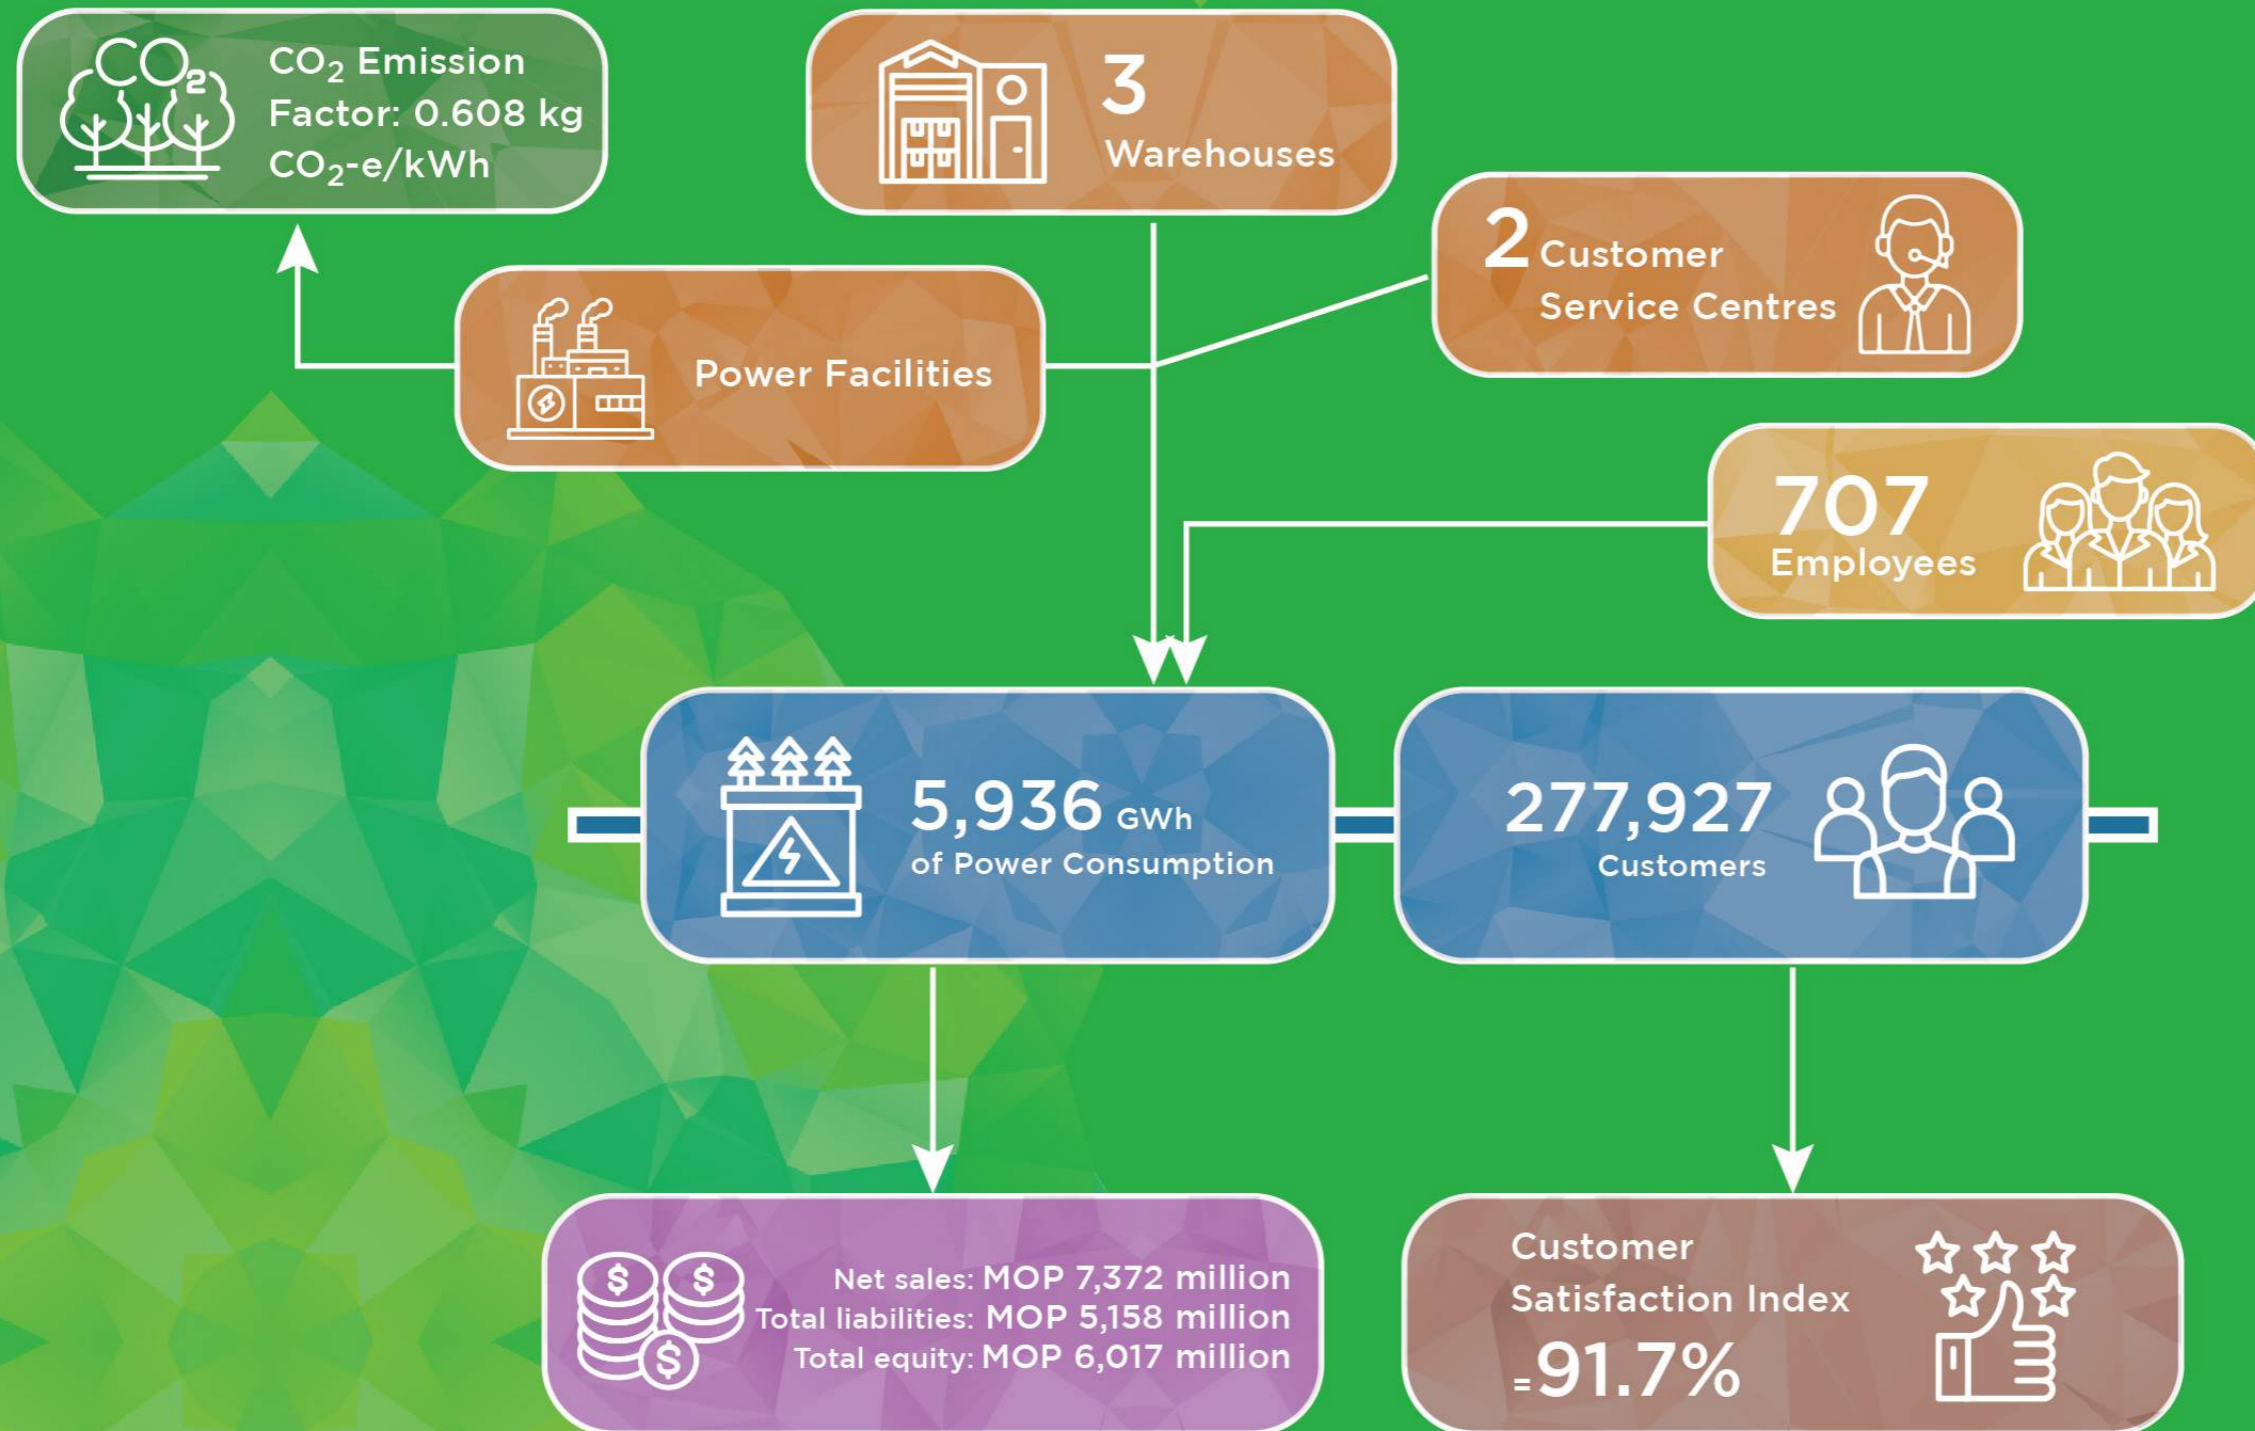 CO₂ Emission
Factor: 0.608 kg
CO₂-e/kWh
3
Warehouses
2 Customer
Service Centres
Power Facilities
707
Employees
5,936 GWh
of Power Consumption
277,927
Customers
Net sales: MOP 7,372 million
Total liabilities: MOP 5,158 million
Total equity: MOP 6,017 million
Customer
Satisfaction Index
=91.7%